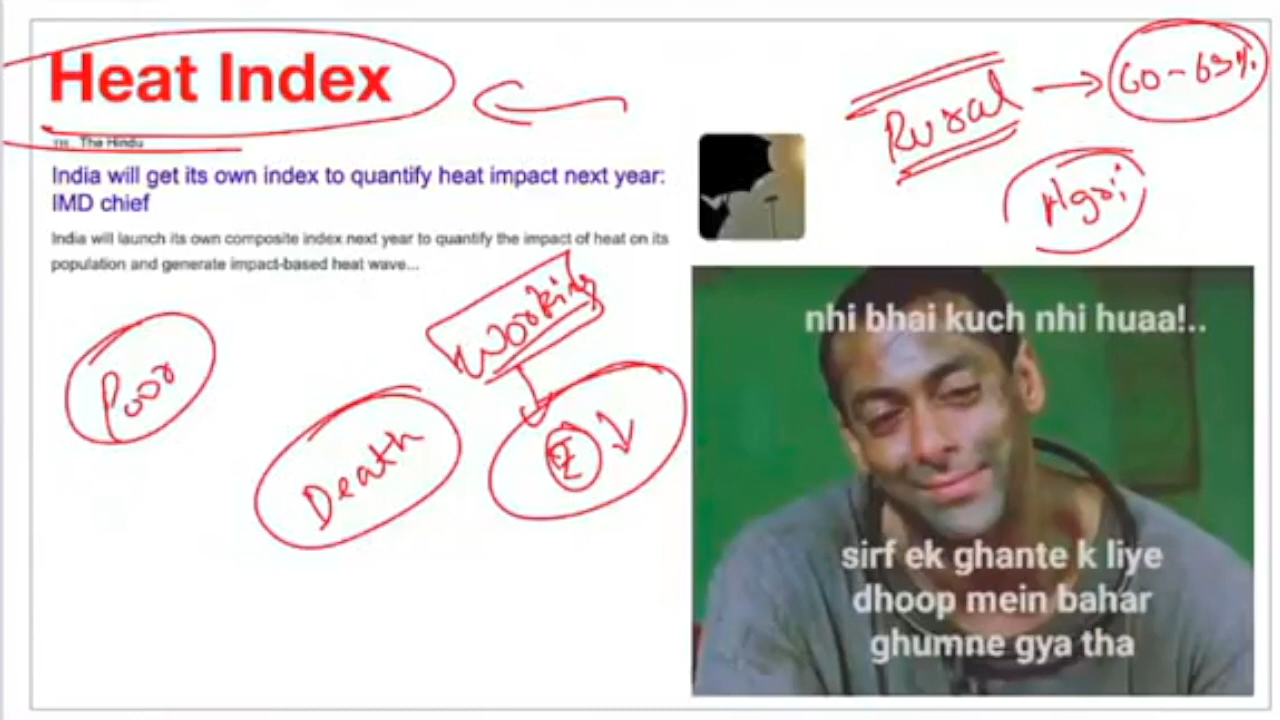 Heat Index
The Hindu
India will get its own index to quantify heat impact next year:
IMD chief
India will launch its own composite index next year to quantify the impact of heat on its
population and generate impact-based heat wave...
Rural → 60-65%
Agri
Working
Poor
Death
₹ ↓
nhi bhai kuch nhi huaa!..
sirf ek ghante k liye
dhoop mein bahar
ghumne gya tha